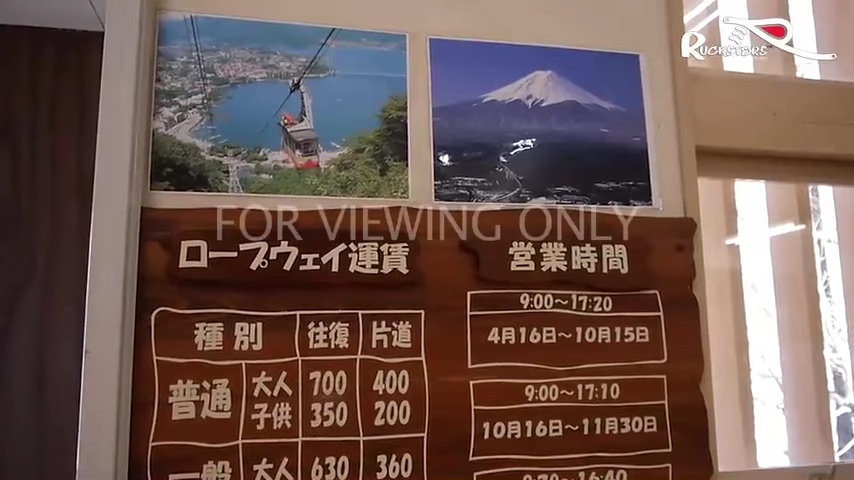 RUCKSTERS
FOR VIEWING ONLY
ロープウェイ運賃
種別 往復 片道
普通 大人 700 400
子供 350 200
一般 大人 630 360
営業時間
9:00～17:20
4月16日～10月15日
9:00～17:10
10月16日～11月30日